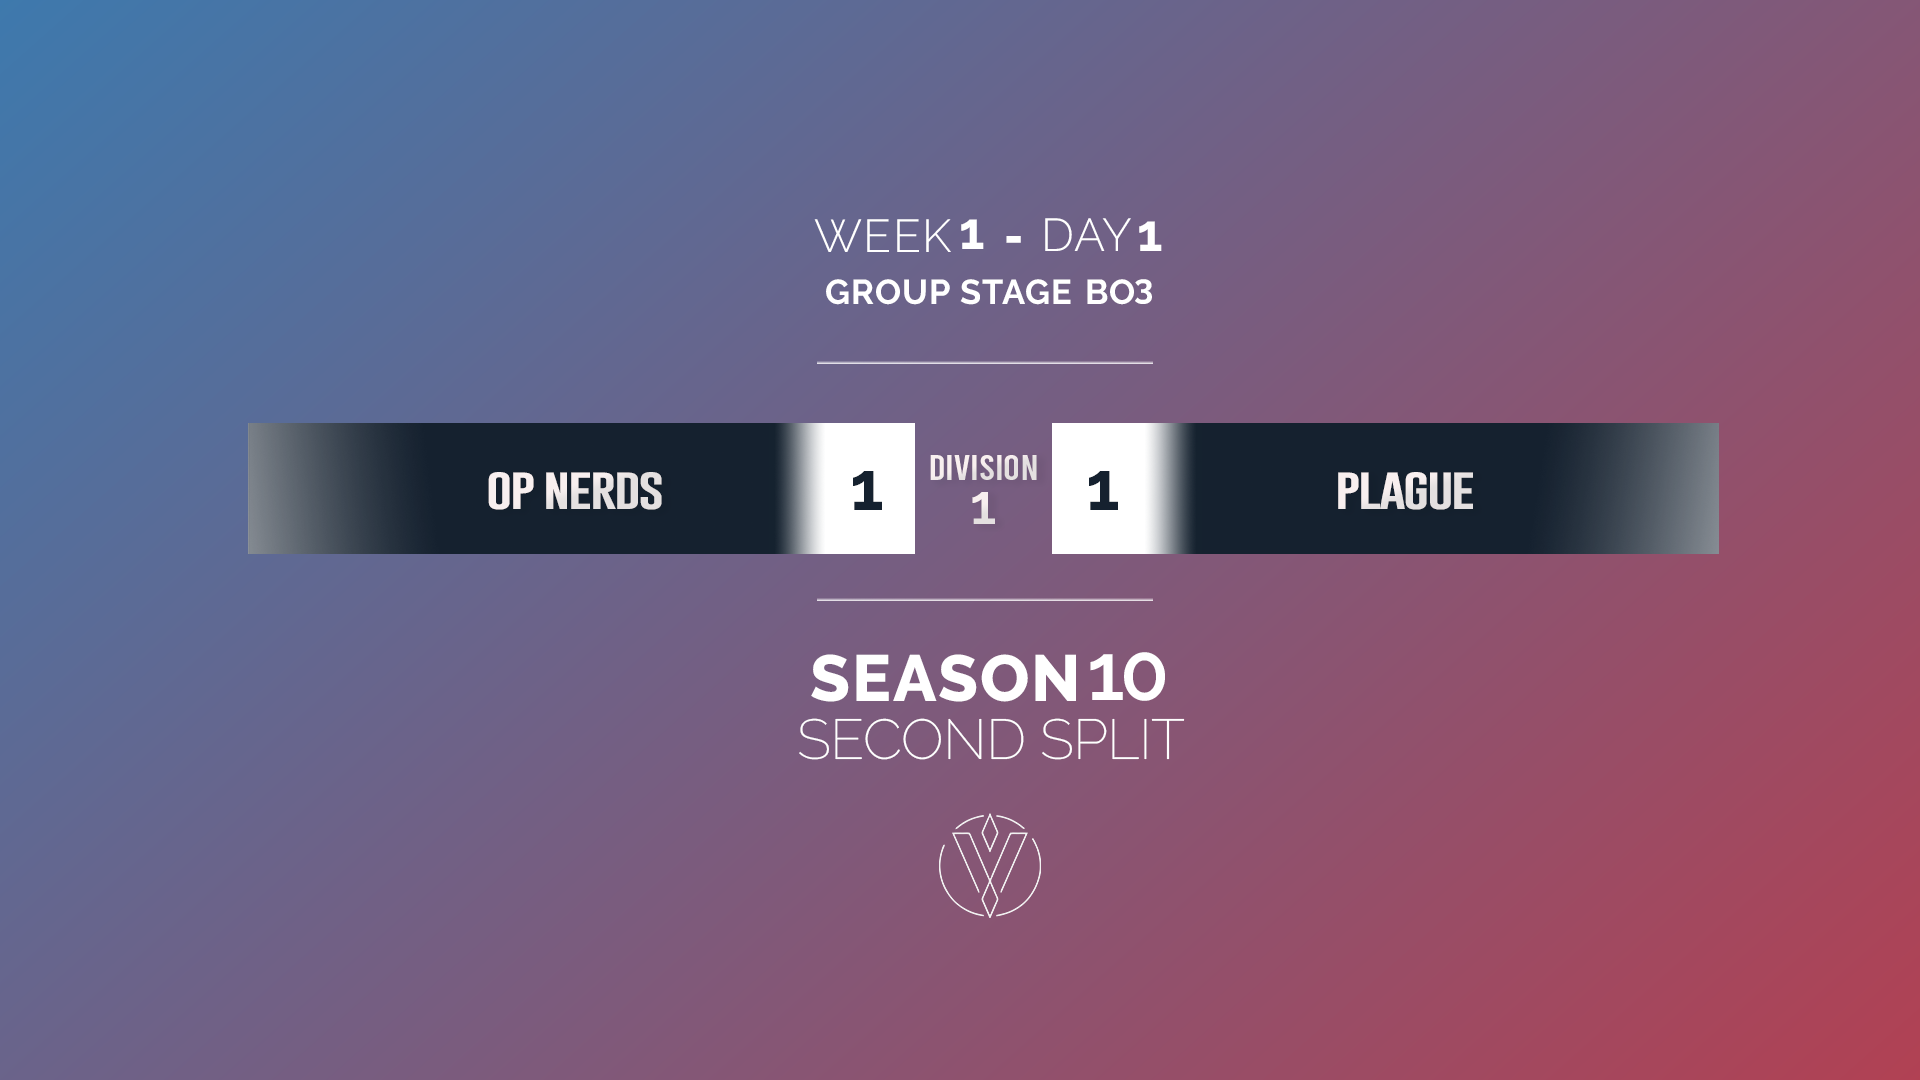 WEEK 1 - DAY 1
GROUP STAGE BO3
OP NERDS 1 DIVISION 1 1 PLAGUE
SEASON 10
SECOND SPLIT